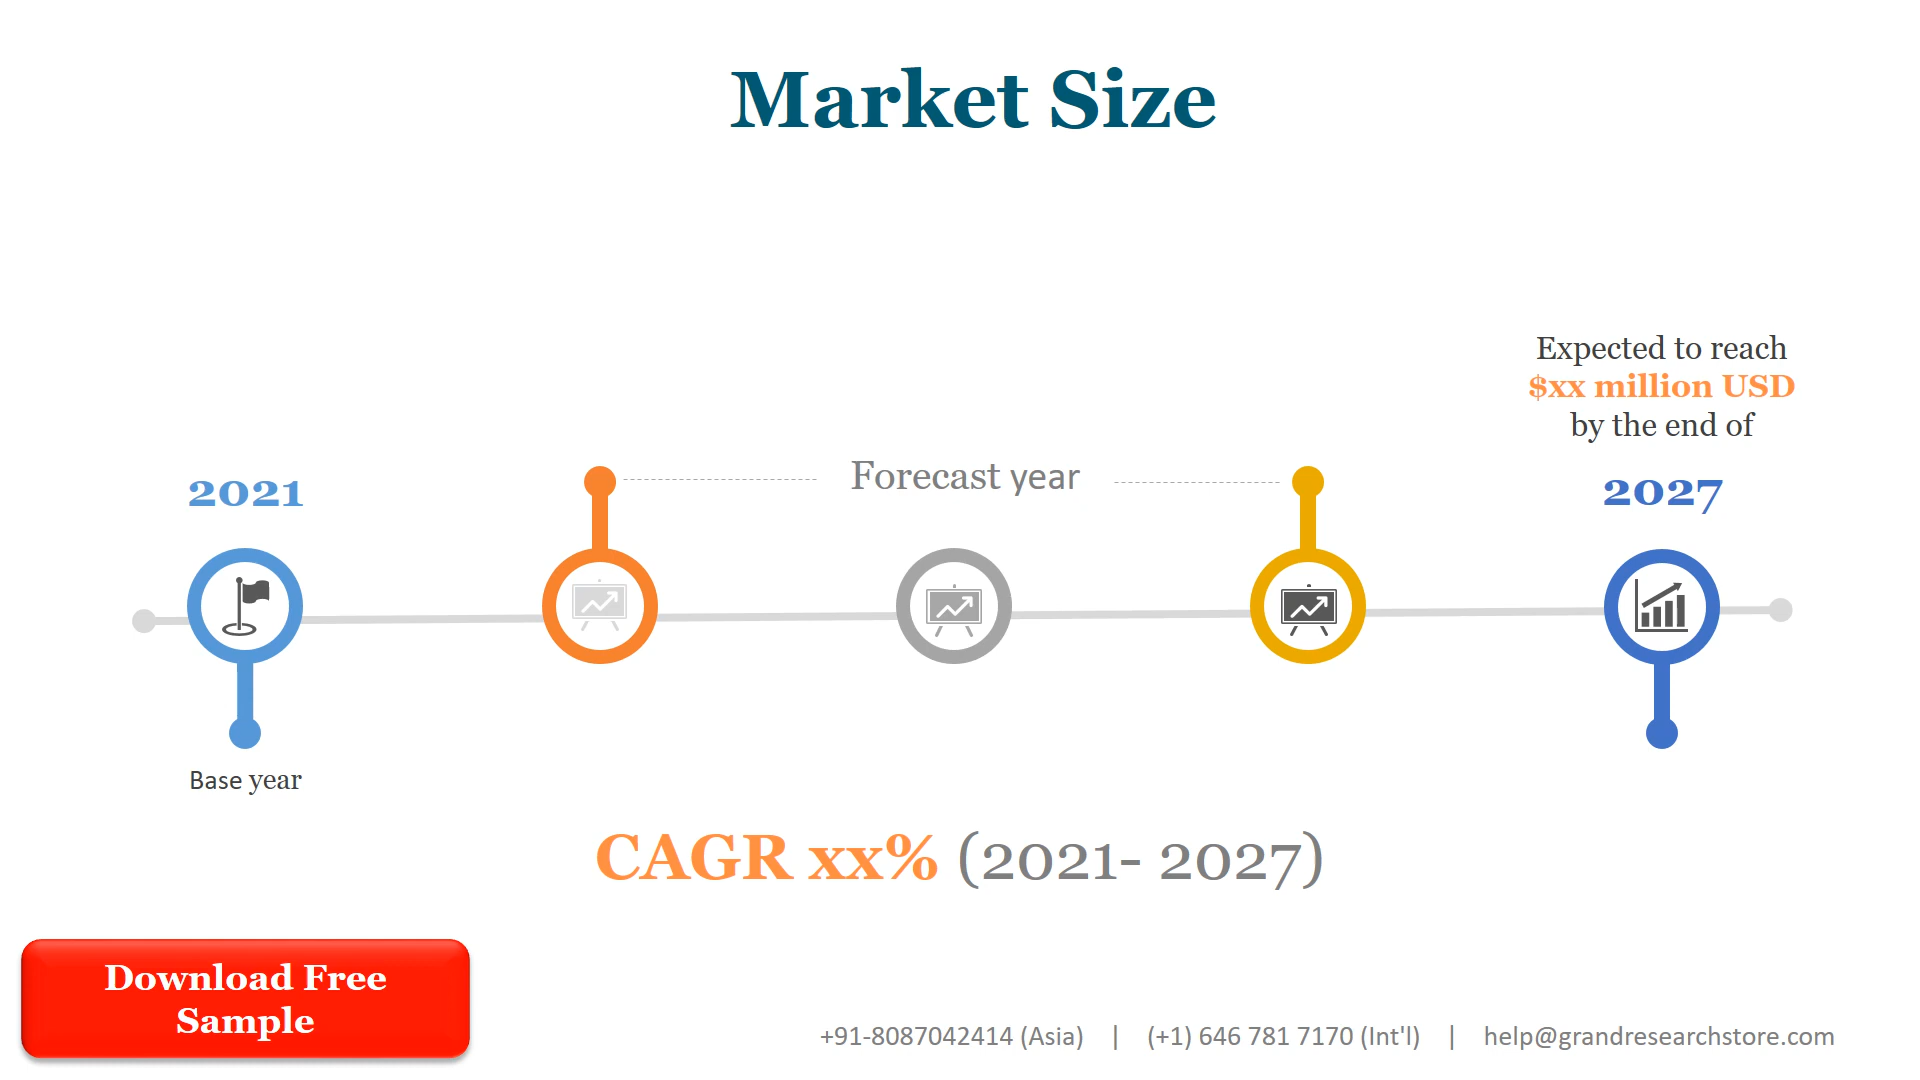 Market Size
Expected to reach
$xx million USD
by the end of
2021
Forecast year
2027
Base year
CAGR xx% (2021- 2027)
Download Free
Sample
+91-8087042414 (Asia) | (+1) 646 781 7170 (Int'l) | help@grandresearchstore.com